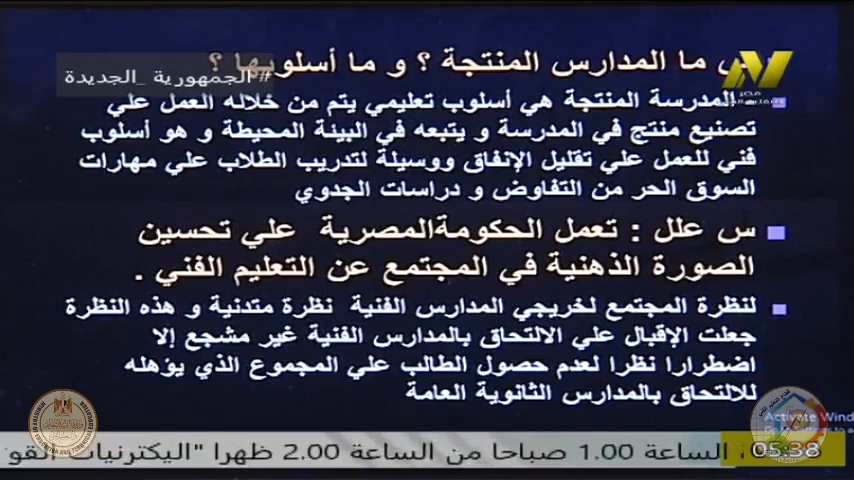 ما المدارس المنتجة ؟ و ما أسلوبها ؟
#الجمهورية _الجديدة
مصر
المدرسة المنتجة هي أسلوب تعليمي يتم من خلاله العمل علي
تصنيع منتج في المدرسة و يتبعه في البيئة المحيطة و هو أسلوب
فني للعمل علي تقليل الإنفاق ووسيلة لتدريب الطلاب علي مهارات
السوق الحر من التفاوض و دراسات الجدوي
س علل : تعمل الحكومةالمصرية علي تحسين
الصورة الذهنية في المجتمع عن التعليم الفني .
لنظرة المجتمع لخريجي المدارس الفنية نظرة متدنية و هذه النظرة
جعلت الإقبال علي الالتحاق بالمدارس الفنية غير مشجع إلا
اضطرارا نظرا لعدم حصول الطالب علي المجموع الذي يؤهله
للالتحاق بالمدارس الثانوية العامة
Activate Wind
الساعة 1.00 صباحا من الساعة 2.00 ظهرا "اليكترنيات القو
05:38